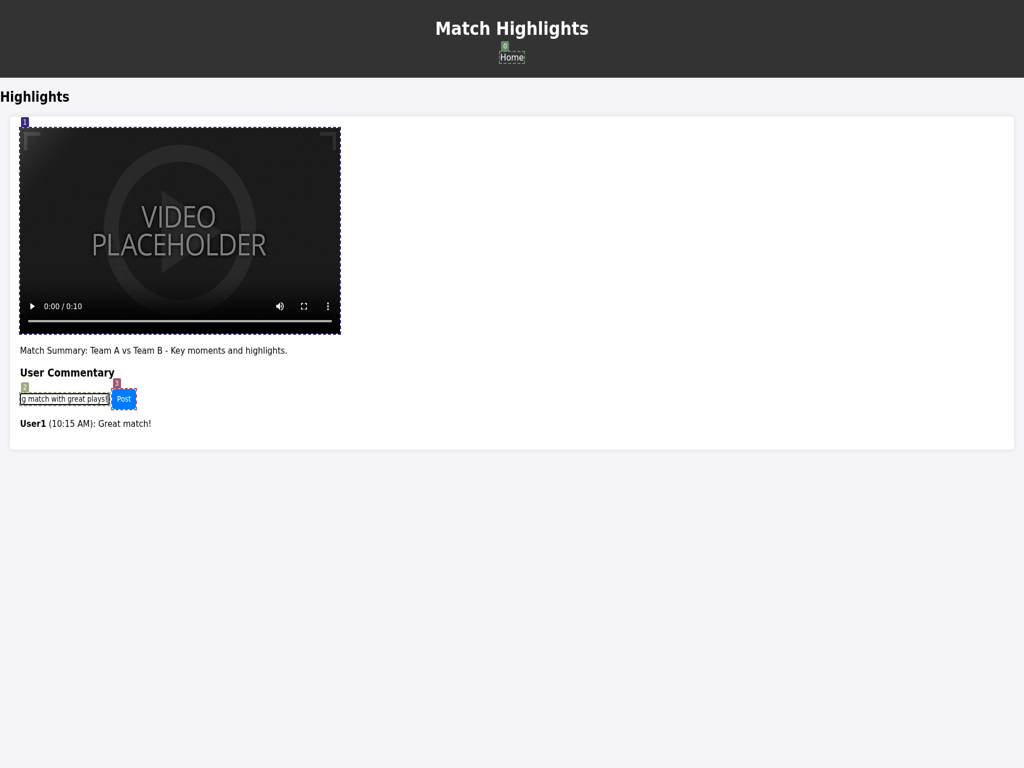 Match Highlights
0
Home
Highlights
1
VIDEO
PLACEHOLDER
0:00 / 0:10
Match Summary: Team A vs Team B - Key moments and highlights.
User Commentary
2
3
g match with great plays!
Post
User1 (10:15 AM): Great match!